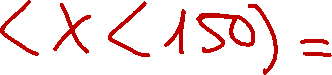 < x < 150) =